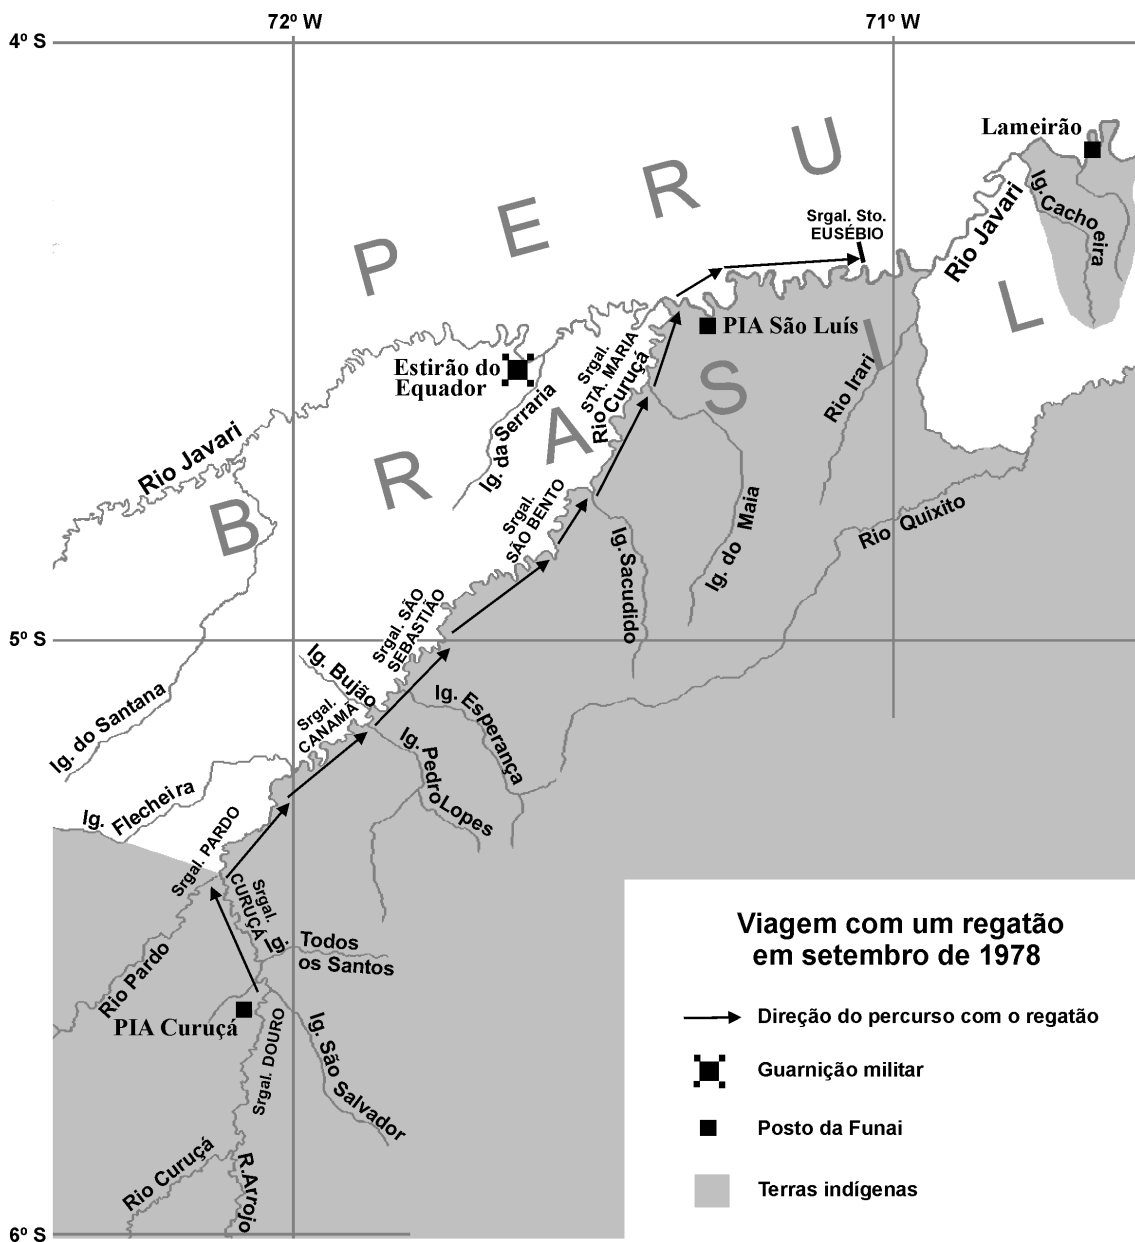 72º W
71º W
4º S
Lameirão
PERU
Ig. Cachoeira
Rio Javari
Srgal. Sto.
EUSÉBIO
PIA São Luís
BRASIL
Estirão do
Equador
Srgal.
STA. MARIA
Rio Curuçá
Rio Irari
Ig. da Serraria
Rio Javari
Srgal.
SÃO BENTO
Rio Quixito
Ig. do Maia
Ig. Sacudido
Srgal. SÃO
SEBASTIÃO
5º S
Ig. Bujão
Ig. Esperança
Ig. do Santana
Srgal.
CANAMÃ
Ig. Pedro Lopes
Ig. Flecheira
Srgal. PARDO
Srgal.
CURUÇÁ
Ig. Todos
os Santos
Rio Pardo
PIA Curuçá
Srgal. DOURO
Ig. São Salvador
Rio Curuçá
R. Arrojo
6º S
Viagem com um regatão
em setembro de 1978
Direção do percurso com o regatão
Guarnição militar
Posto da Funai
Terras indígenas